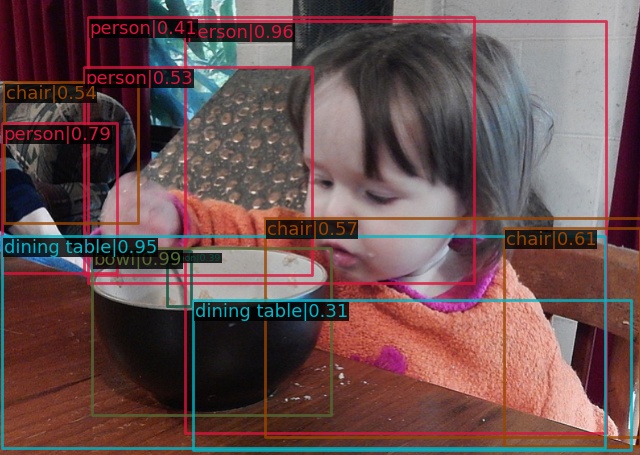 person|0.41
erson|0.96
person|0.53
chair|0.54
person|0.79
chair|0.57
chair|0.61
dining table|0.95
bowl|0.99
dining table|0.31